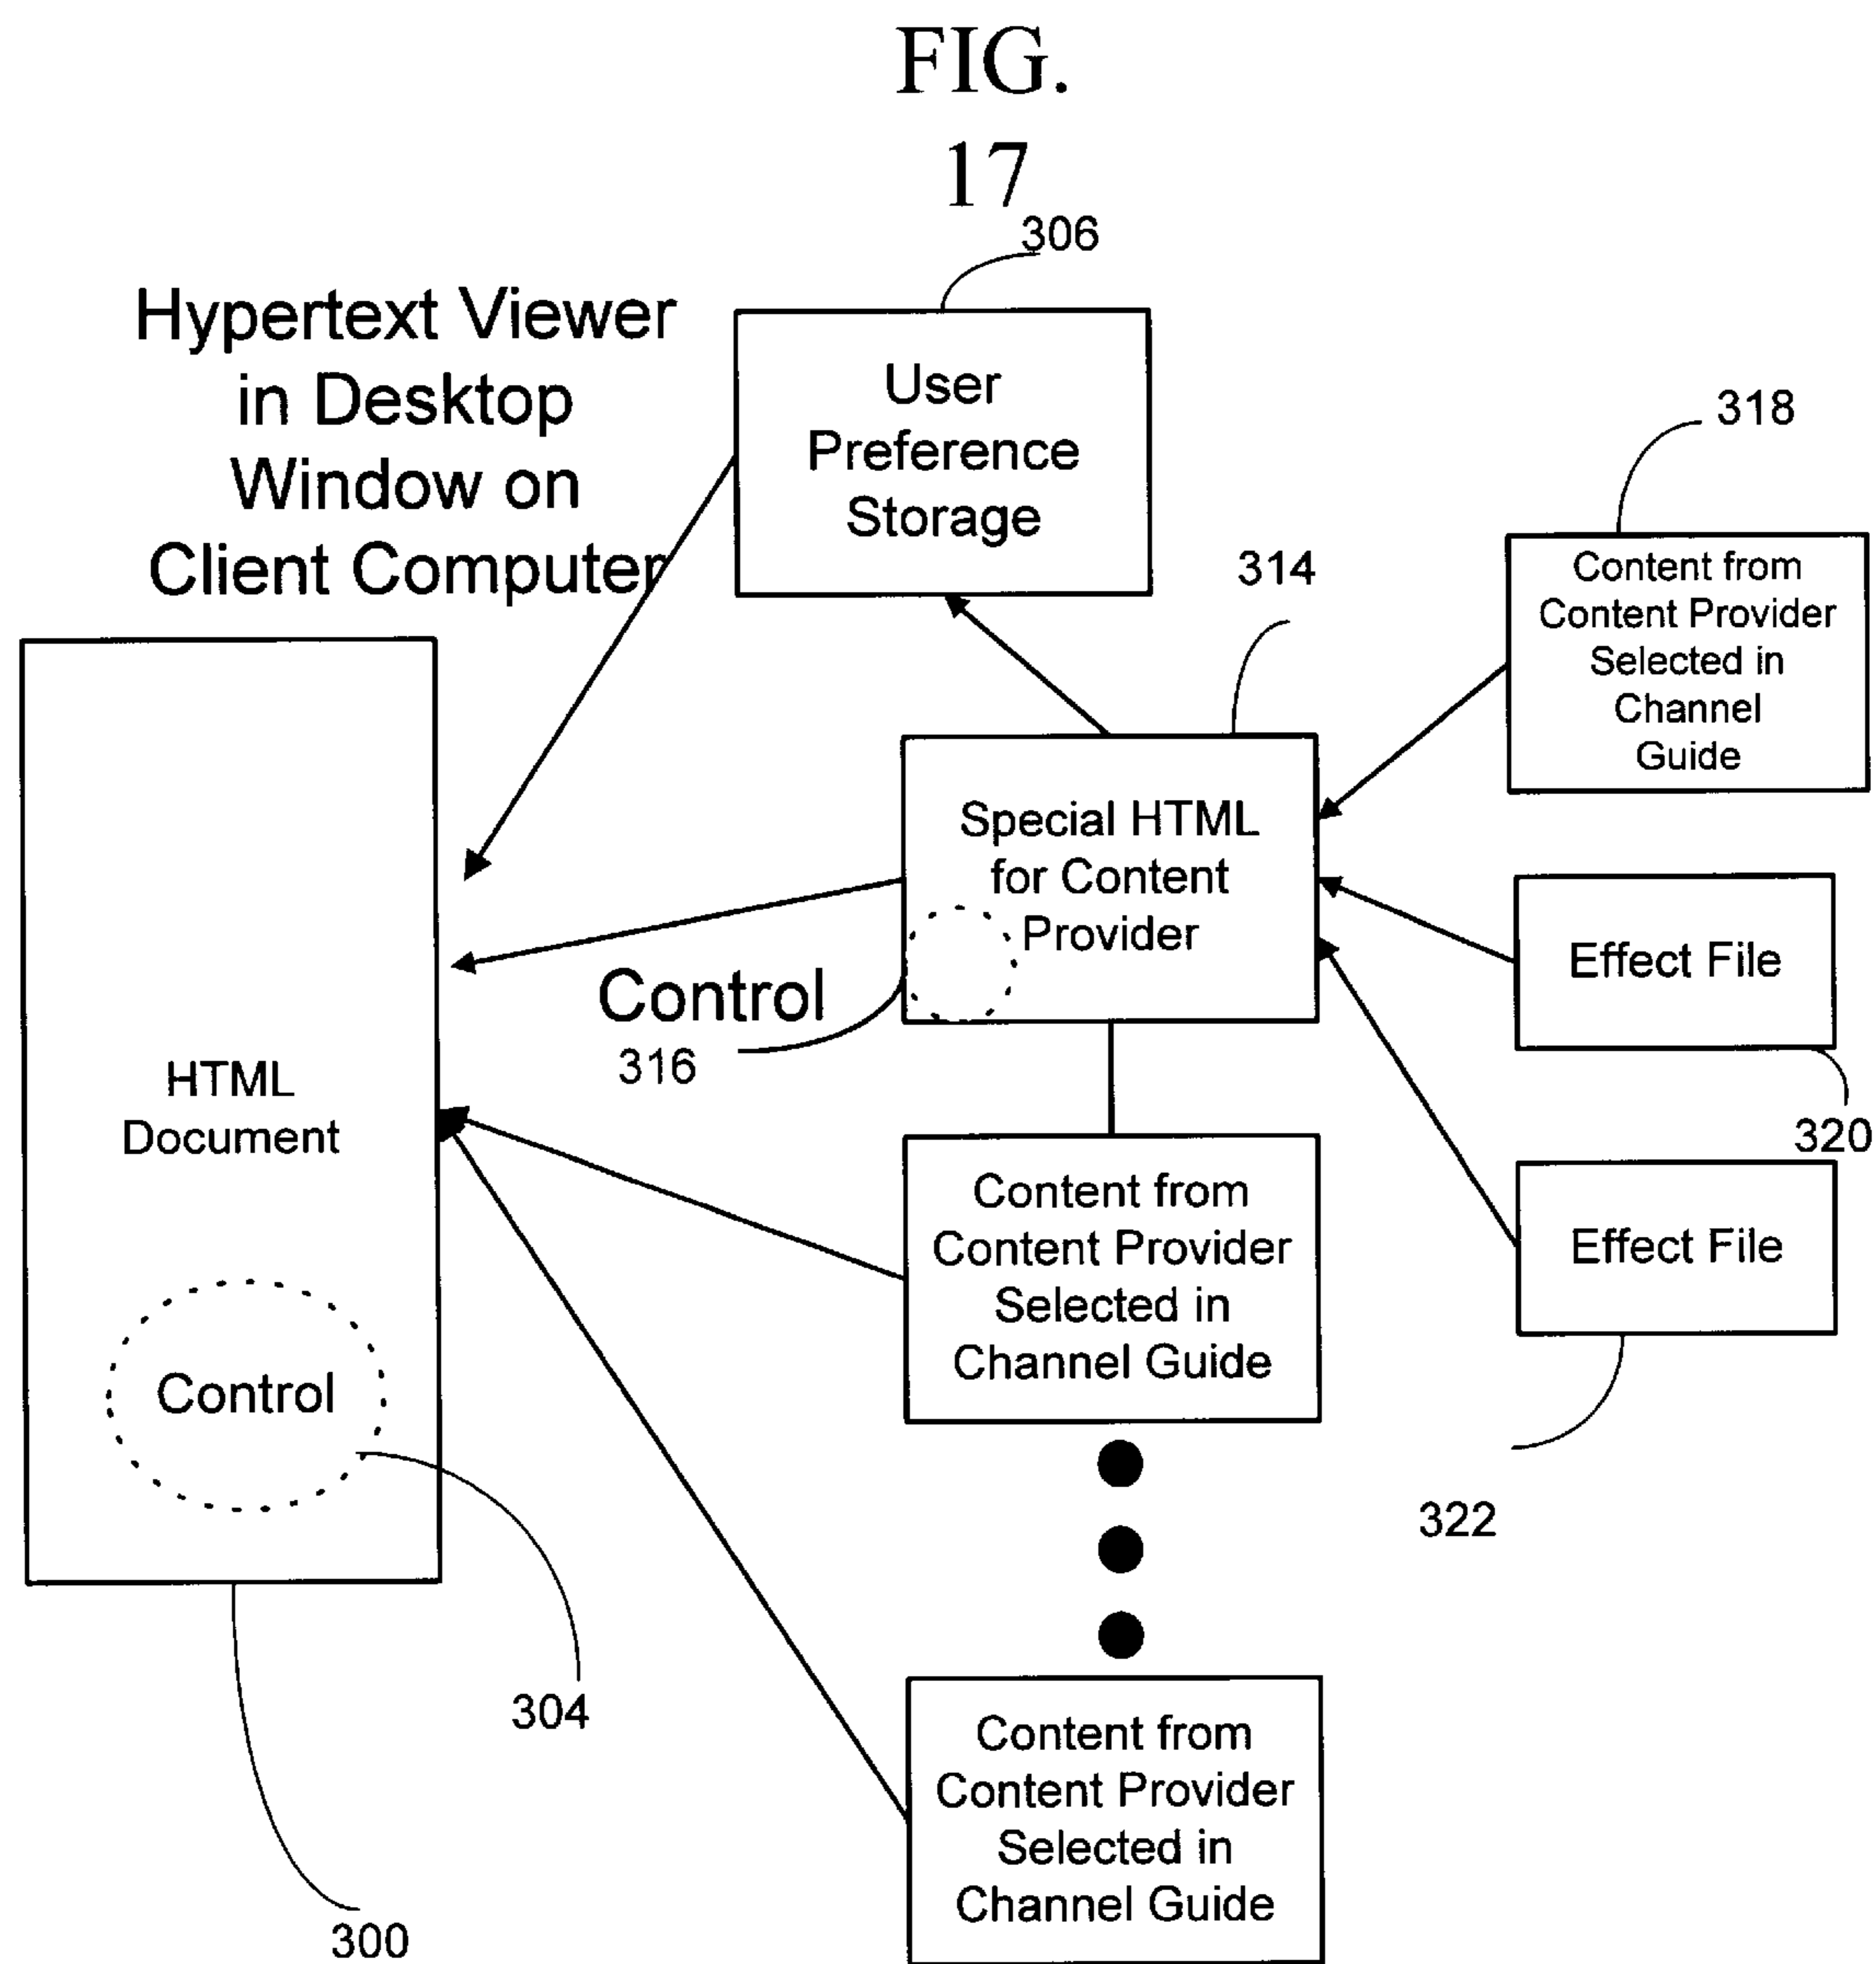 FIG.
17
306
Hypertext Viewer
in Desktop
Window on
Client Computer
User
Preference
Storage
318
314
Content from
Content Provider
Selected in
Channel
Guide
Special HTML
for Content
Provider
Control
316
Effect File
320
HTML
Document
Content from
Content Provider
Selected in
Channel Guide
Effect File
Control
322
304
Content from
Content Provider
Selected in
Channel Guide
300